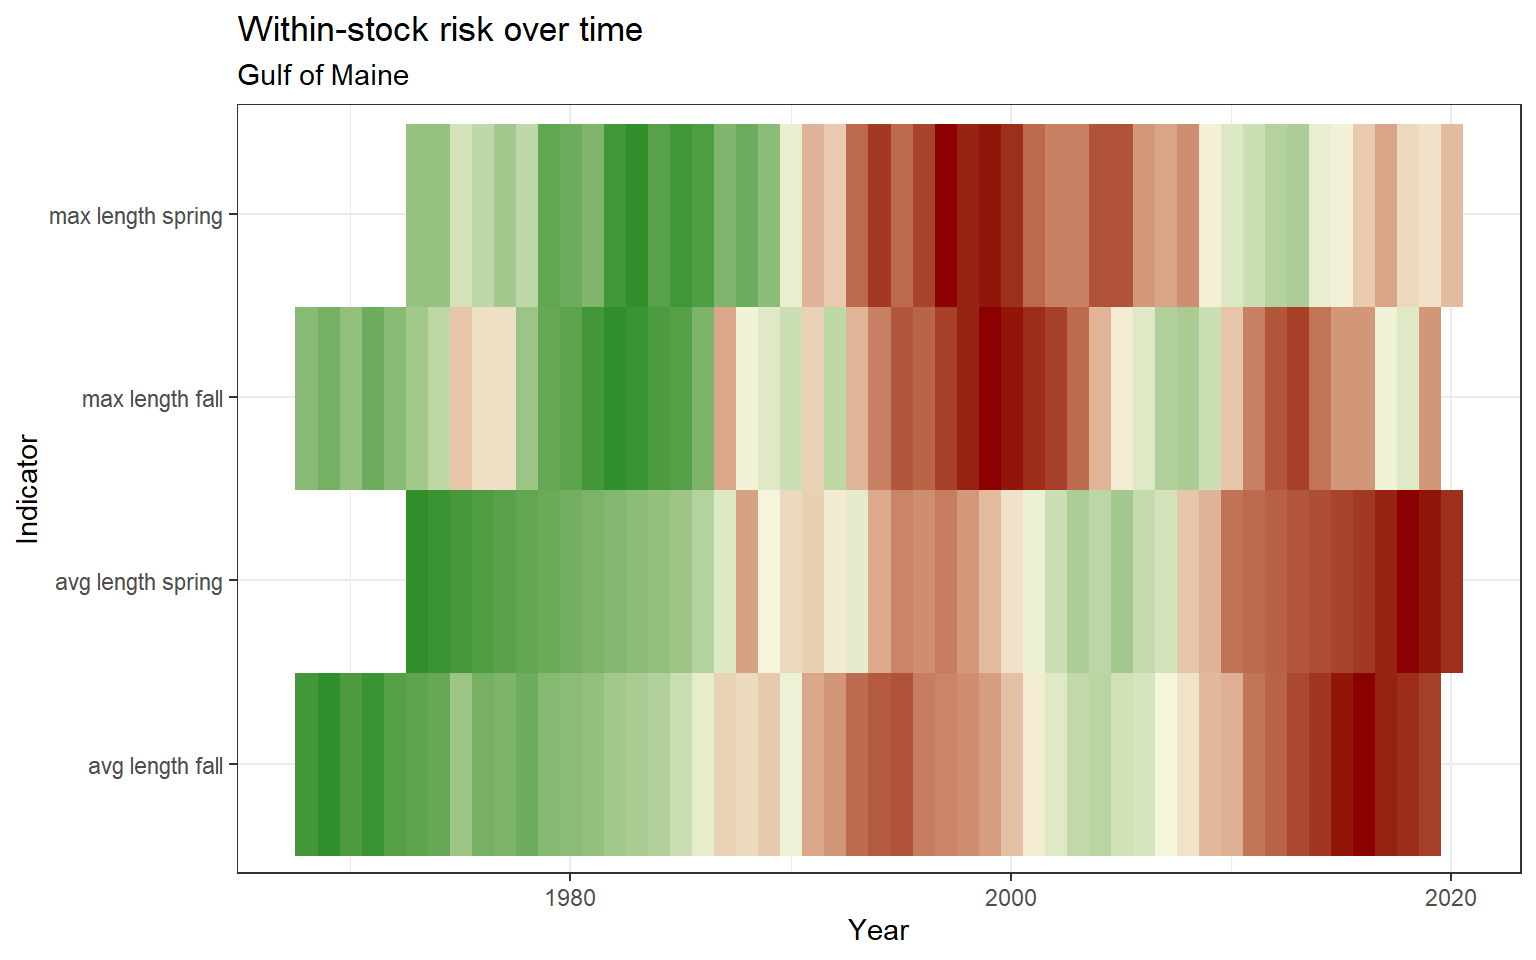 Within-stock risk over time
Gulf of Maine
Indicator
max length spring
max length fall
avg length spring
avg length fall
1980
2000
2020
Year